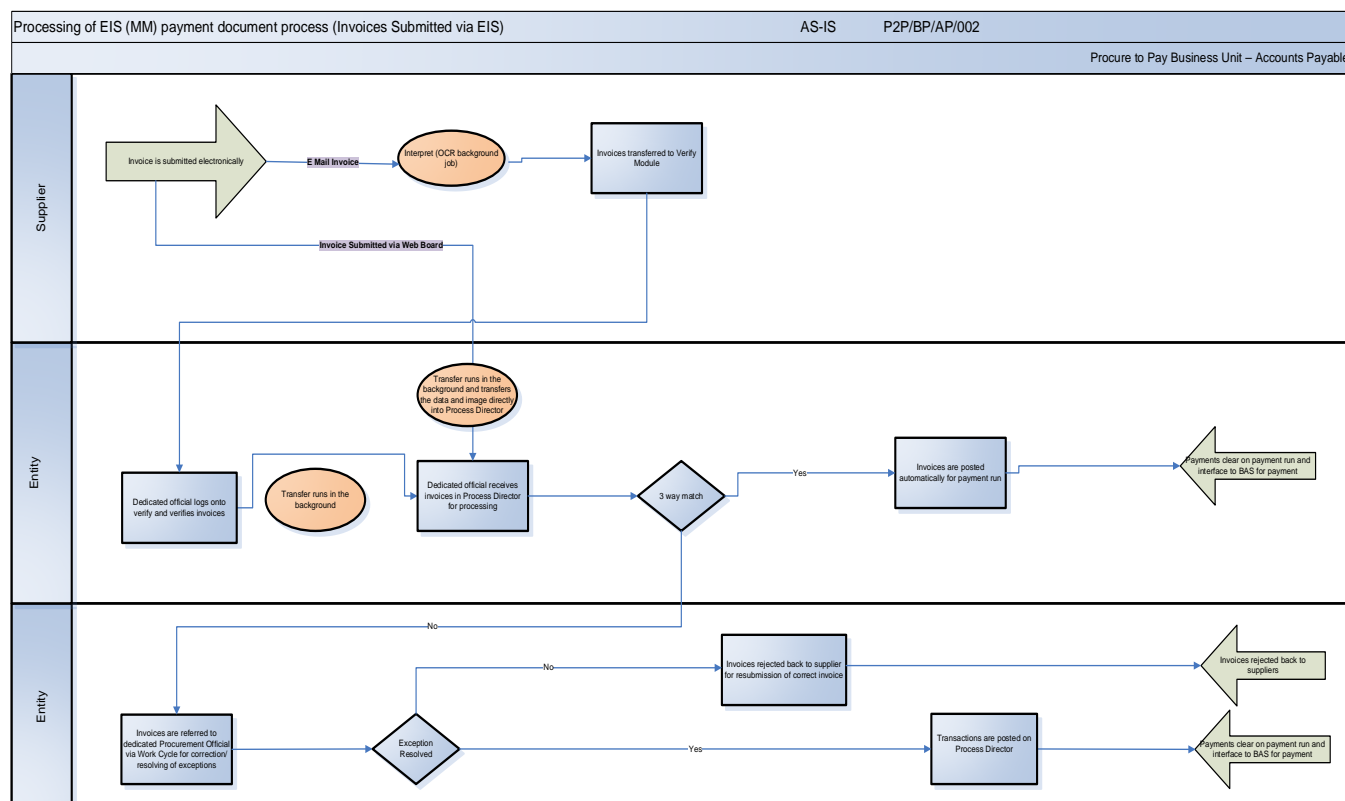 Processing of EIS (MM) payment document process (Invoices Submitted via EIS) AS-IS P2P/BP/AP/002
Procure to Pay Business Unit – Accounts Payable
Supplier
Invoice is submitted electronically
E Mail Invoice
Interpret (OCR background
job)
Invoices transferred to Verify
Module
Invoice Submitted via Web Board
Entity
Transfer runs in the
background and transfers
the data and image directly
into Process Director
Dedicated official logs onto
verify and verifies invoices
Transfer runs in the
background
Dedicated official receives
invoices in Process Director
for processing
3 way match
Yes
Invoices are posted
automatically for payment run
Payments clear on payment run and
interface to BAS for payment
Entity
No
Invoices are referred to
dedicated Procurement Official
via Work Cycle for correction/
resolving of exceptions
Exception
Resolved
No
Invoices rejected back to supplier
for resubmission of correct invoice
Invoices rejected back to
suppliers
Yes
Transactions are posted on
Process Director
Payments clear on payment run and
interface to BAS for payment